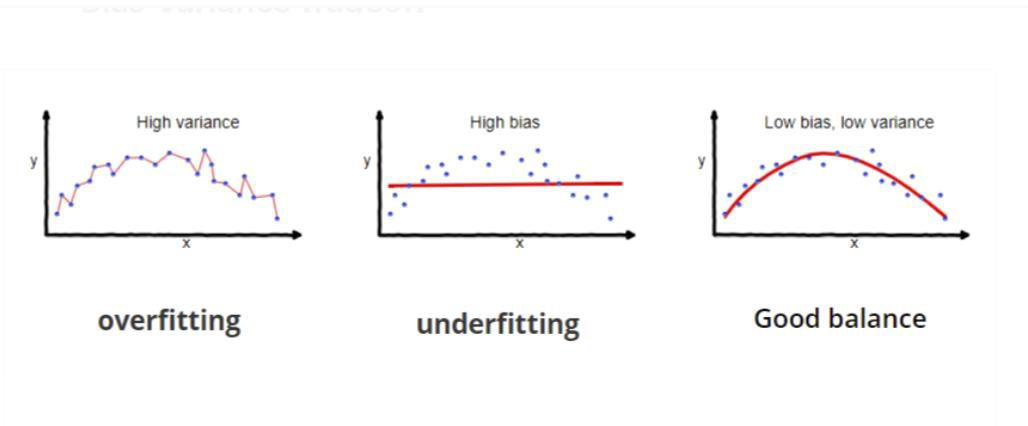 High variance
y
x
overfitting
High bias
y
x
underfitting
Low bias, low variance
y
x
Good balance